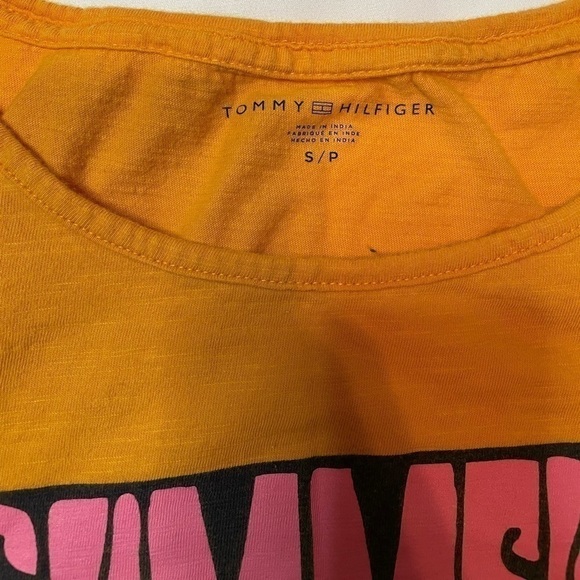 TOMMY HILFIGER
MADE IN INDIA
FABRIQUÉ EN INDE
HECHO EN INDIA
S/P